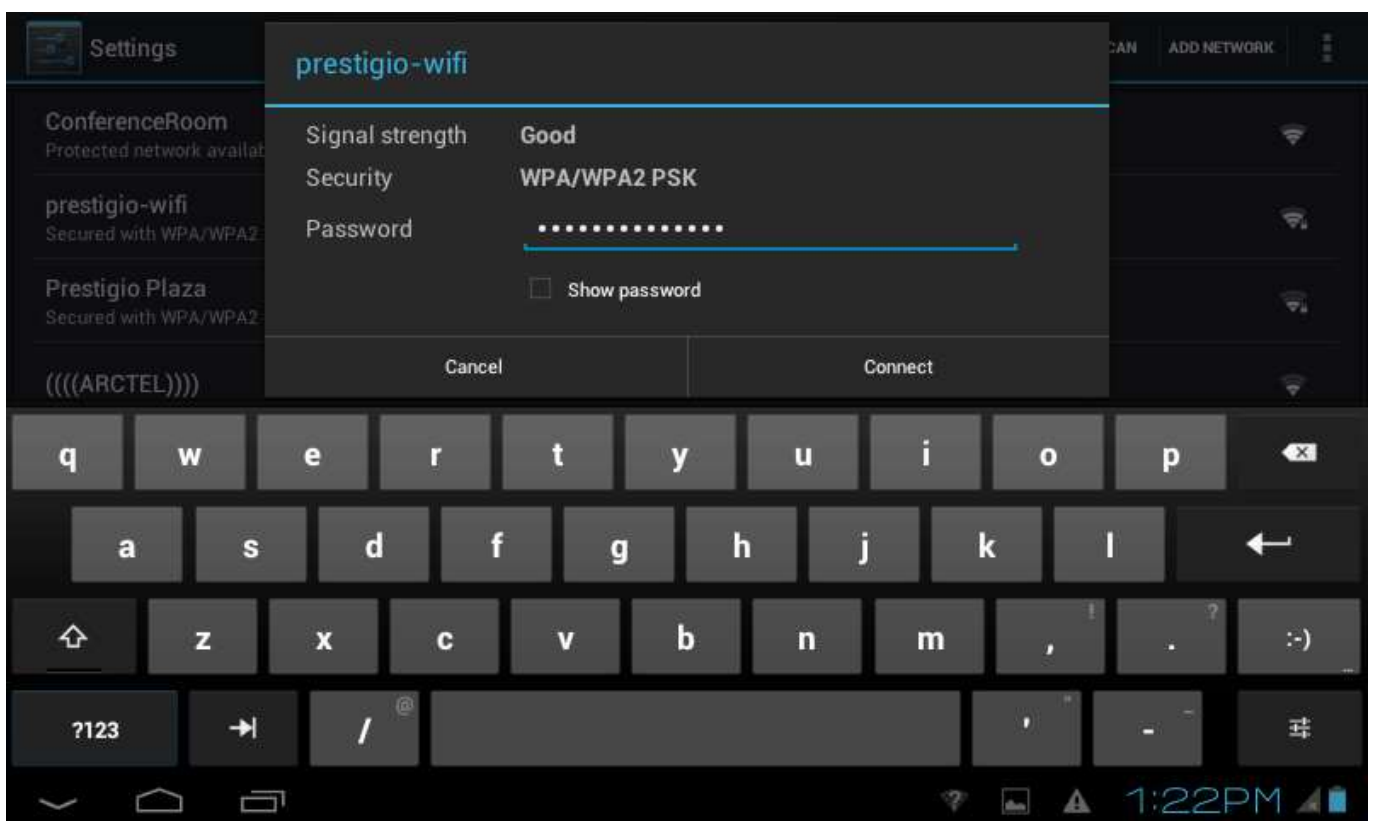 Settings
CAN ADD NETWORK
prestigio-wifi
ConferenceRoom
Protected network availab
prestigio-wifi
Secured with WPA/WPA2
Prestigio Plaza
Secured with WPA/WPA2
((((ARCTEL))))
Signal strength Good
Security WPA/WPA2 PSK
Password ••••••••••••••
Show password
Cancel Connect
q w e r t y u i o p
a s d f g h j k l
z x c v b n m , ! . ? :-) ...
?123 / @ ' " - _
1:22PM